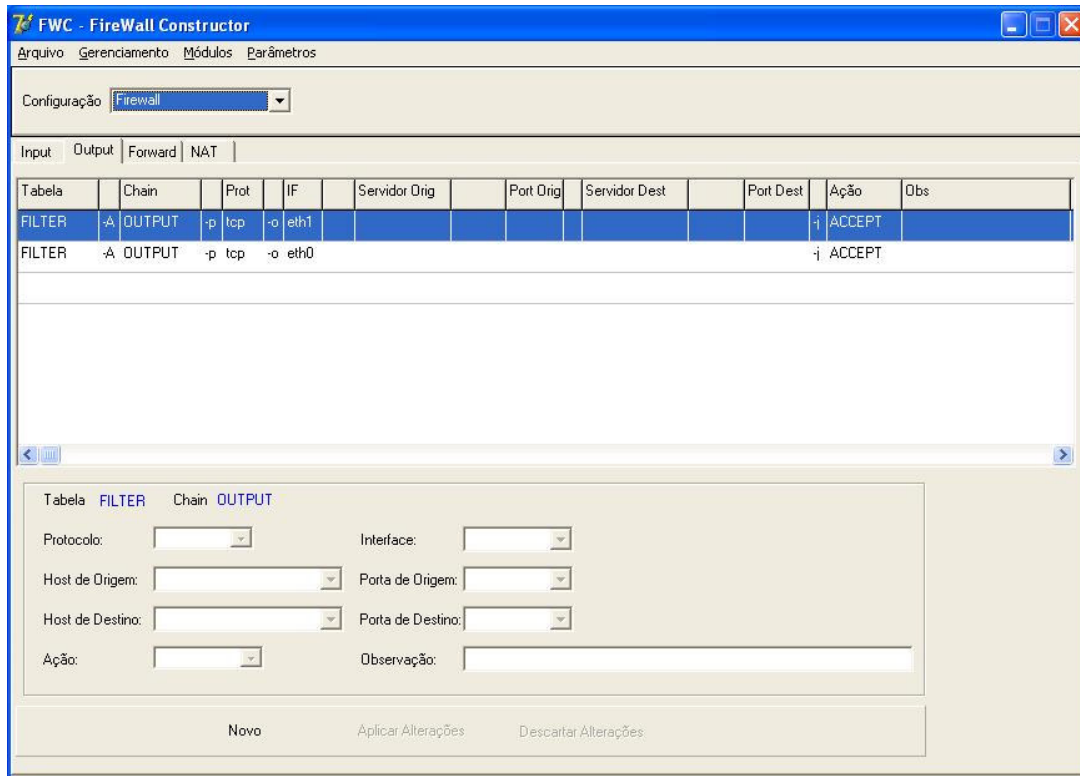 FWC - FireWall Constructor
Arquivo Gerenciamento Módulos Parâmetros
Configuração Firewall
Input Output Forward NAT
Tabela Chain Prot IF Servidor Orig Port Orig Servidor Dest Port Dest Ação Obs
FILTER -A OUTPUT -p tcp -o eth1 -j ACCEPT
FILTER -A OUTPUT -p tcp -o eth0 -j ACCEPT
Tabela FILTER Chain OUTPUT
Protocolo: Interface:
Host de Origem: Porta de Origem:
Host de Destino: Porta de Destino:
Ação: Observação:
Novo Aplicar Alterações Descartar Alterações